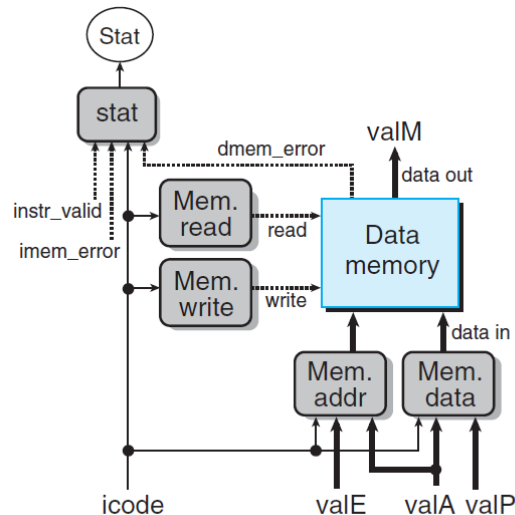 Stat
stat
valM
dmem_error
data out
instr_valid
Mem.
read
read
Data
memory
imem_error
Mem.
write
write
data in
Mem.
addr
Mem.
data
icode
valE
valA
valP